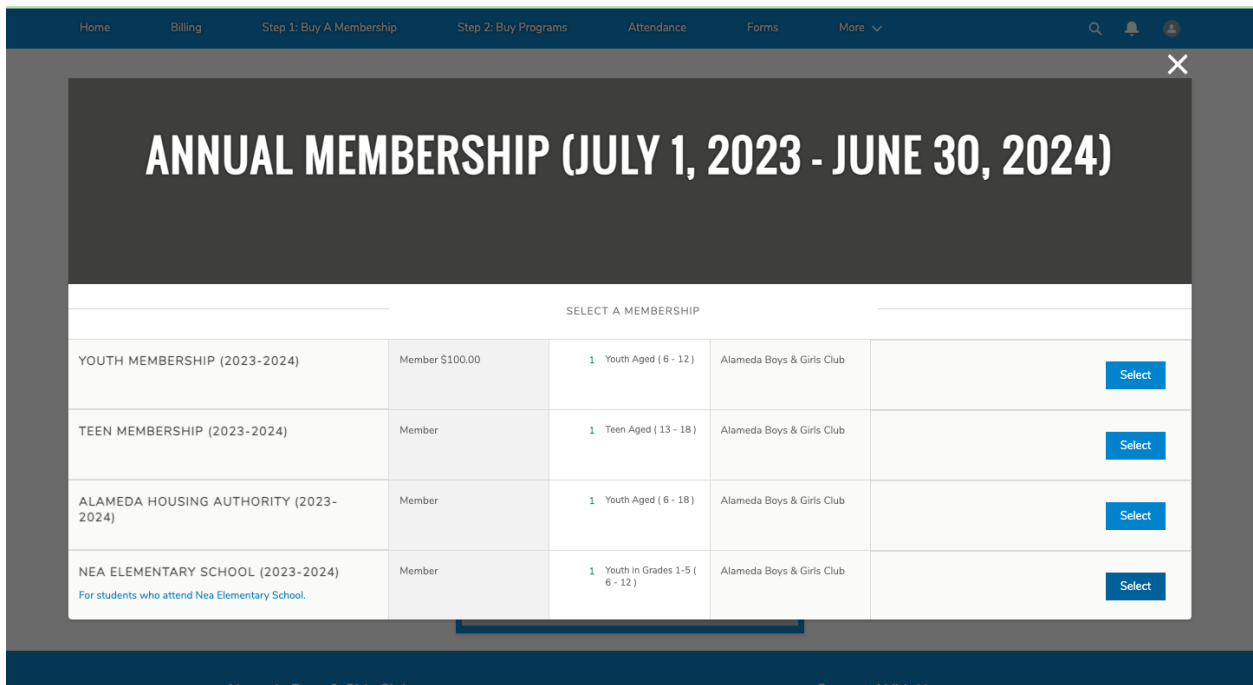 Home Billing Step 1: Buy A Membership Step 2: Buy Programs Attendance Forms More
ANNUAL MEMBERSHIP (JULY 1, 2023 - JUNE 30, 2024)
SELECT A MEMBERSHIP
YOUTH MEMBERSHIP (2023-2024) Member $100.00 1 Youth Aged ( 6 - 12 ) Alameda Boys & Girls Club
Select
TEEN MEMBERSHIP (2023-2024) Member 1 Teen Aged ( 13 - 18 ) Alameda Boys & Girls Club
Select
ALAMEDA HOUSING AUTHORITY (2023- Member 1 Youth Aged ( 6 - 18 ) Alameda Boys & Girls Club
2024)
Select
NEA ELEMENTARY SCHOOL (2023-2024) Member 1 Youth in Grades 1-5 ( Alameda Boys & Girls Club
6 - 12 )
For students who attend Nea Elementary School.
Select